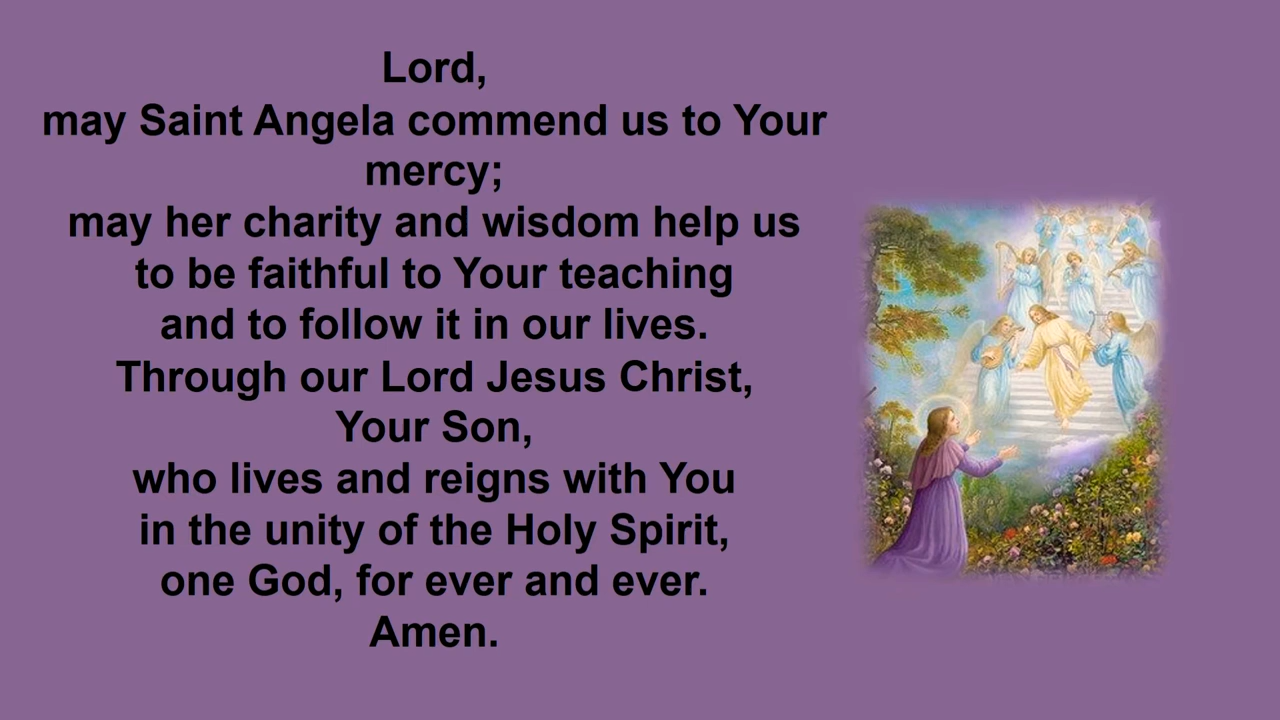 Lord,
may Saint Angela commend us to Your
mercy;
may her charity and wisdom help us
to be faithful to Your teaching
and to follow it in our lives.
Through our Lord Jesus Christ,
Your Son,
who lives and reigns with You
in the unity of the Holy Spirit,
one God, for ever and ever.
Amen.